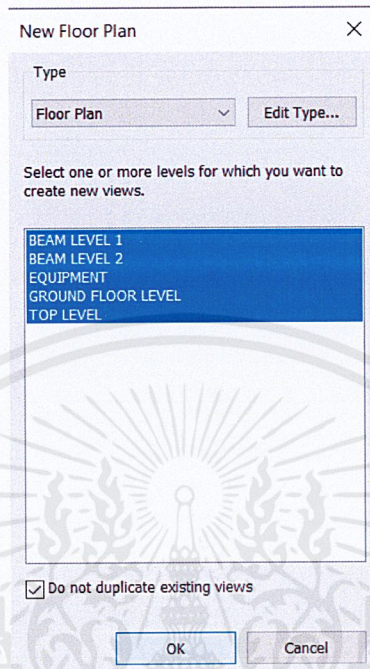 New Floor Plan
Type
Floor Plan
Edit Type...
Select one or more levels for which you want to
create new views.
BEAM LEVEL 1
BEAM LEVEL 2
EQUIPMENT
GROUND FLOOR LEVEL
TOP LEVEL
Do not duplicate existing views
OK
Cancel